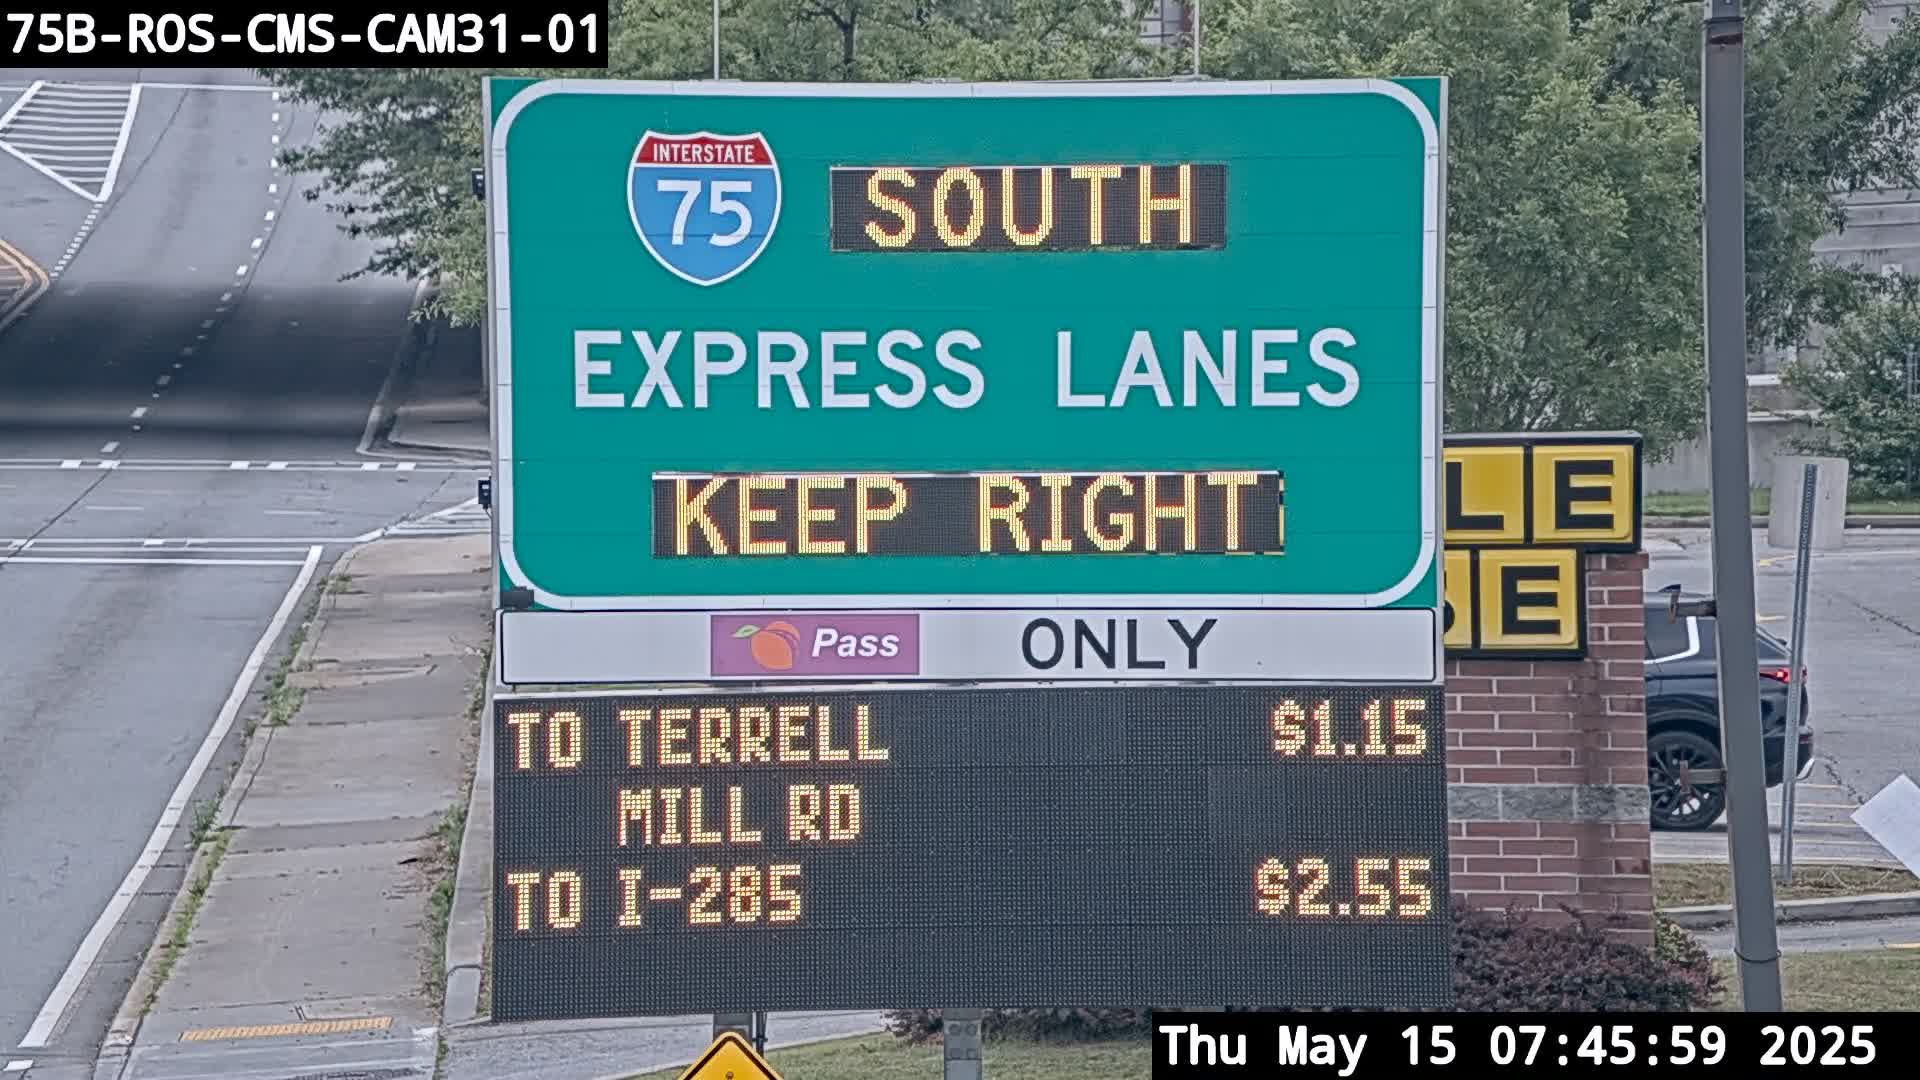 75B-ROS-CMS-CAM31-01
INTERSTATE
75
SOUTH
EXPRESS LANES
KEEP RIGHT
LE
E
Pass ONLY
TO TERRELL $1.15
MILL RD
TO I-285 $2.55
Thu May 15 07:45:59 2025